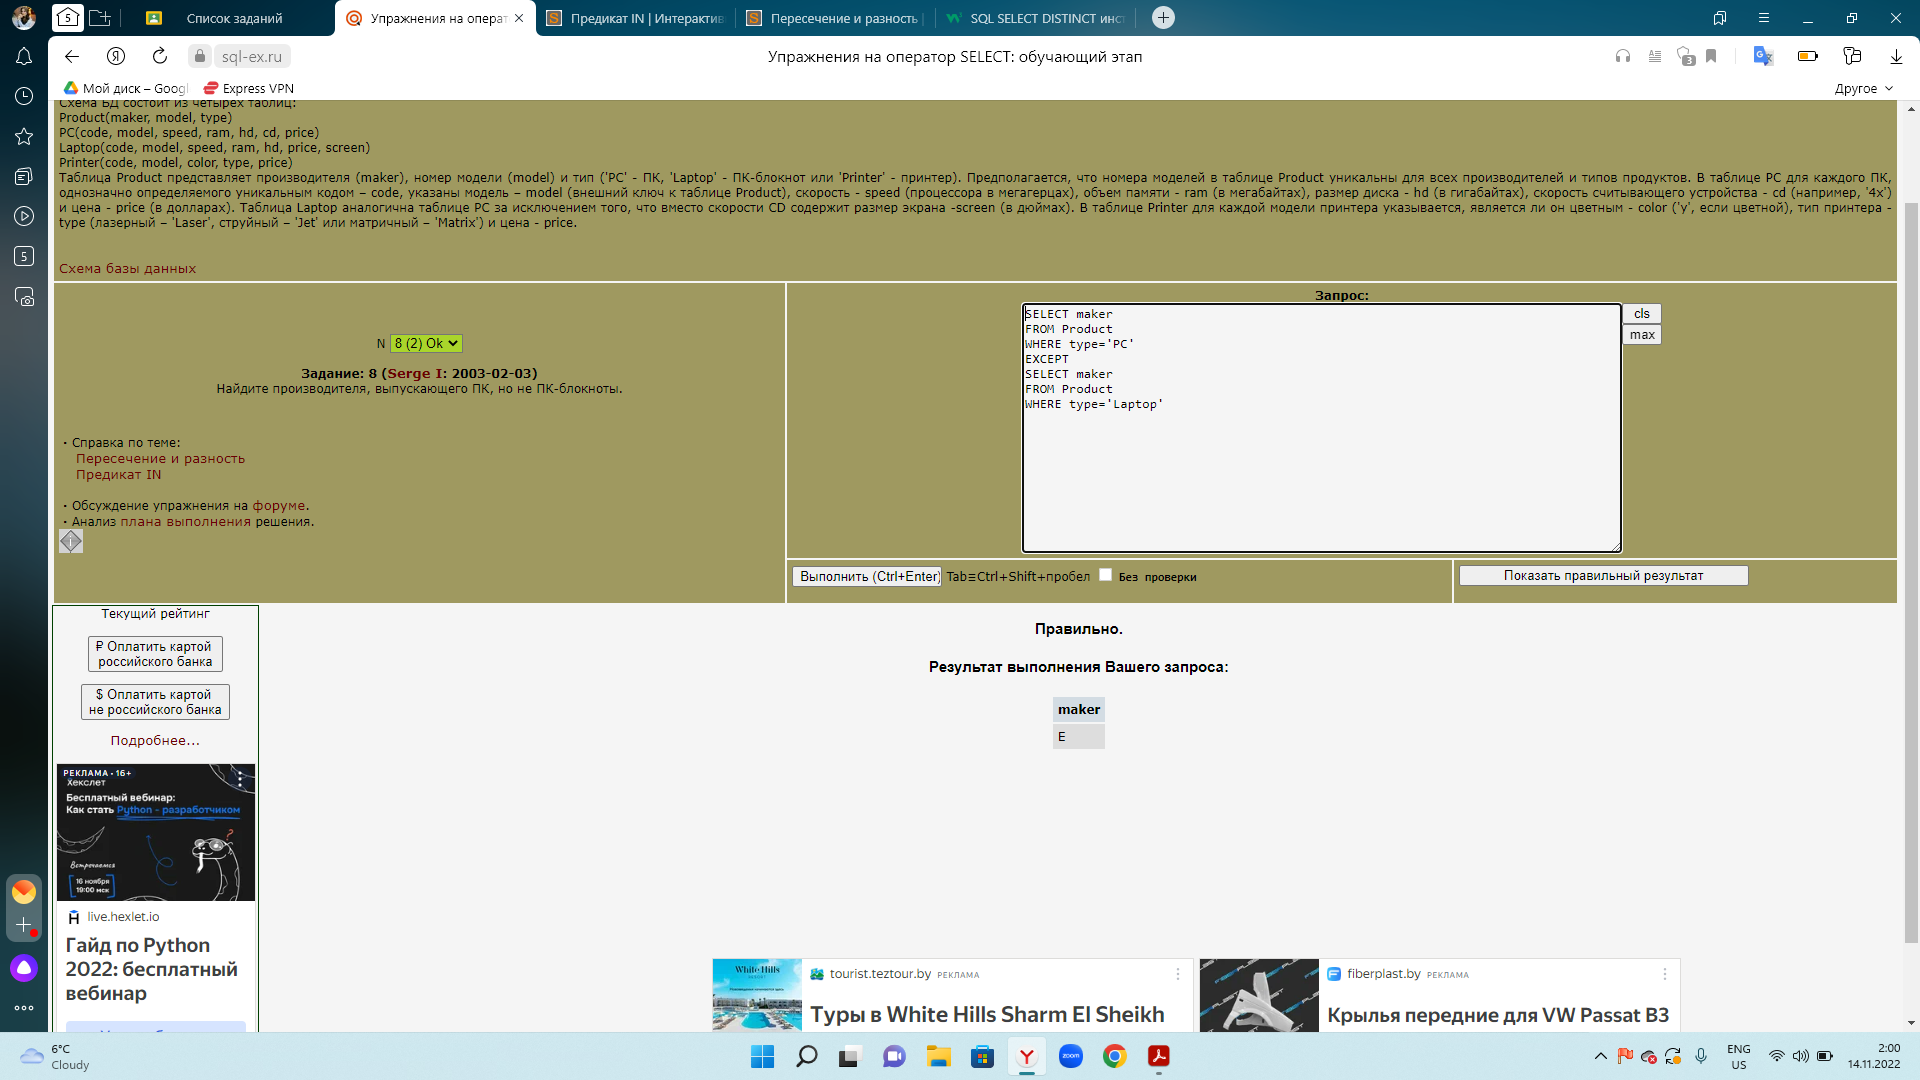 Список заданий
Упражнения на операт
Предикат IN | Интерактив
Пересечение и разность
SQL SELECT DISTINCT инст
sql-ex.ru
Упражнения на оператор SELECT: обучающий этап
3
Мой диск – Googl
Express VPN
Другое
Схема БД состоит из четырех таблиц:
Product(maker, model, type)
PC(code, model, speed, ram, hd, cd, price)
Laptop(code, model, speed, ram, hd, price, screen)
Printer(code, model, color, type, price)
Таблица Product представляет производителя (maker), номер модели (model) и тип ('PC' - ПК, 'Laptop' - ПК-блокнот или 'Printer' - принтер). Предполагается, что номера моделей в таблице Product уникальны для всех производителей и типов продуктов. В таблице PC для каждого ПК,
однозначно определяемого уникальным кодом – code, указаны модель – model (внешний ключ к таблице Product), скорость - speed (процессора в мегагерцах), объем памяти - ram (в мегабайтах), размер диска - hd (в гигабайтах), скорость считывающего устройства - cd (например, '4x')
и цена - price (в долларах). Таблица Laptop аналогична таблице РС за исключением того, что вместо скорости CD содержит размер экрана -screen (в дюймах). В таблице Printer для каждой модели принтера указывается, является ли он цветным - color ('y', если цветной), тип принтера -
type (лазерный – 'Laser', струйный – 'Jet' или матричный – 'Matrix') и цена - price.
Схема базы данных
N 8 (2) Ok
Задание: 8 (Serge I: 2003-02-03)
Найдите производителя, выпускающего ПК, но не ПК-блокноты.
· Справка по теме:
Пересечение и разность
Предикат IN
· Обсуждение упражнения на форуме.
· Анализ плана выполнения решения.
Запрос:
SELECT maker
FROM Product
WHERE type='PC'
EXCEPT
SELECT maker
FROM Product
WHERE type='Laptop'
cls
max
Выполнить (Ctrl+Enter) Tab≡Ctrl+Shift+пробел Без проверки
Показать правильный результат
Текущий рейтинг
₽ Оплатить картой
российского банка
$ Оплатить картой
не российского банка
Подробнее...
Правильно.
Результат выполнения Вашего запроса:
maker
E
РЕКЛАМА • 16+
Хекслет
Бесплатный вебинар:
Как стать Python - разработчиком
Встречаемся
16 ноября
19:00 мск
live.hexlet.io
Гайд по Python
2022: бесплатный
вебинар
White Hills
tourist.teztour.by РЕКЛАМА
Туры в White Hills Sharm El Sheikh
fiberplast.by РЕКЛАМА
Крылья передние для VW Passat B3
6°C
Cloudy
zoom
ENG
US
2:00
14.11.2022